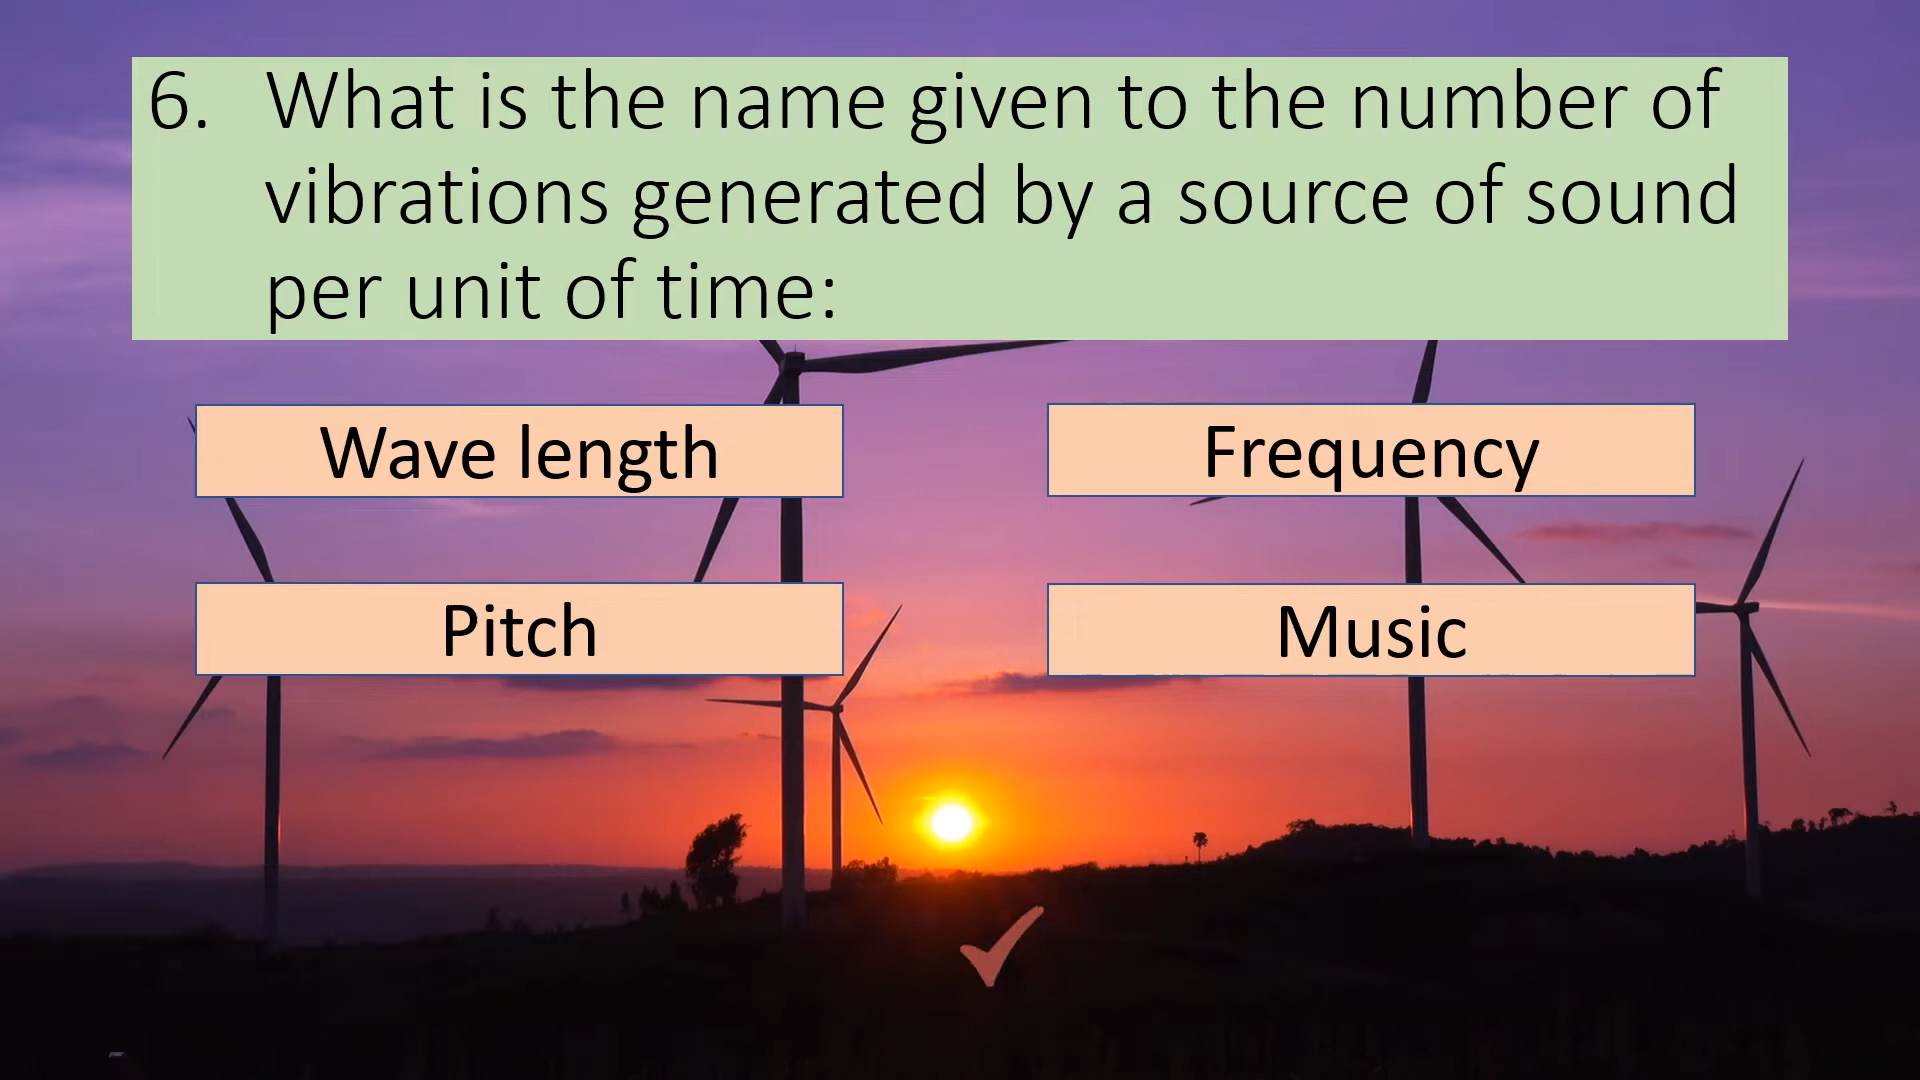 6. What is the name given to the number of
vibrations generated by a source of sound
per unit of time:
Wave length
Frequency
Pitch
Music